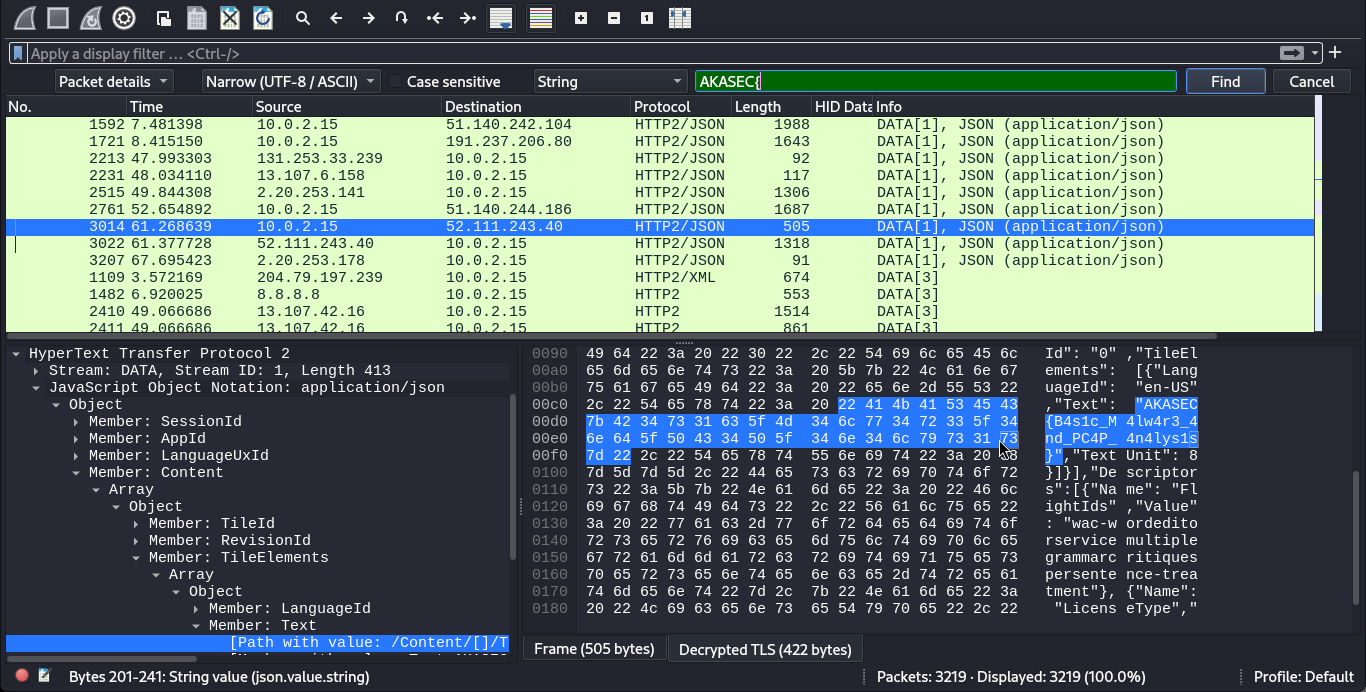 Apply a display filter … <Ctrl-/>
Packet details Narrow (UTF-8 / ASCII) Case sensitive String AKASEC{ Find Cancel
No. Time Source Destination Protocol Length HID Data Info
1592 7.481398 10.0.2.15 51.140.242.104 HTTP2/JSON 1988 DATA[1], JSON (application/json)
1721 8.415150 10.0.2.15 191.237.206.80 HTTP2/JSON 1643 DATA[1], JSON (application/json)
2213 47.993303 131.253.33.239 10.0.2.15 HTTP2/JSON 92 DATA[1], JSON (application/json)
2231 48.034110 13.107.6.158 10.0.2.15 HTTP2/JSON 117 DATA[1], JSON (application/json)
2515 49.844308 2.20.253.141 10.0.2.15 HTTP2/JSON 1306 DATA[1], JSON (application/json)
2761 52.654892 10.0.2.15 51.140.244.186 HTTP2/JSON 1687 DATA[1], JSON (application/json)
3014 61.268639 10.0.2.15 52.111.243.40 HTTP2/JSON 505 DATA[1], JSON (application/json)
3022 61.377728 52.111.243.40 10.0.2.15 HTTP2/JSON 1318 DATA[1], JSON (application/json)
3207 67.695423 2.20.253.178 10.0.2.15 HTTP2/JSON 91 DATA[1], JSON (application/json)
1109 3.572169 204.79.197.239 10.0.2.15 HTTP2/XML 674 DATA[3]
1482 6.920025 8.8.8.8 10.0.2.15 HTTP2 553 DATA[3]
2410 49.066686 13.107.42.16 10.0.2.15 HTTP2 1514 DATA[3]
2411 49.066686 13.107.42.16 10.0.2.15 HTTP2 861 DATA[3]
HyperText Transfer Protocol 2
Stream: DATA, Stream ID: 1, Length 413
JavaScript Object Notation: application/json
Object
Member: SessionId
Member: AppId
Member: LanguageUxId
Member: Content
Array
Object
Member: TileId
Member: RevisionId
Member: TileElements
Array
Object
Member: LanguageId
Member: Text
[Path with value: /Content/[]/T
0090 49 64 22 3a 20 22 30 22 2c 22 54 69 6c 65 45 6c Id": "0" ,"TileEl
00a0 65 6d 65 6e 74 73 22 3a 20 5b 7b 22 4c 61 6e 67 ements": [{"Lang
00b0 75 61 67 65 49 64 22 3a 20 22 65 6e 2d 55 53 22 uageId": "en-US"
00c0 2c 22 54 65 78 74 22 3a 20 22 41 4b 41 53 45 43 ,"Text": "AKASEC
00d0 7b 42 34 73 31 63 5f 4d 34 6c 77 34 72 33 5f 34 {B4s1c_M 4lw4r3_4
00e0 6e 64 5f 50 43 34 50 5f 34 6e 34 6c 79 73 31 73 nd_PC4P_ 4n4lys1s
00f0 7d 22 2c 22 54 65 78 74 55 6e 69 74 22 3a 20 38 }","Text Unit": 8
0100 7d 5d 7d 5d 2c 22 44 65 73 63 72 69 70 74 6f 72 }]}],"De scriptor
0110 73 22 3a 5b 7b 22 4e 61 6d 65 22 3a 20 22 46 6c s":[{"Na me": "Fl
0120 69 67 68 74 49 64 73 22 2c 22 56 61 6c 75 65 22 ightIds" ,"Value"
0130 3a 20 22 77 61 63 2d 77 6f 72 64 65 64 69 74 6f : "wac-w ordedito
0140 72 73 65 72 76 69 63 65 6d 75 6c 74 69 70 6c 65 rservice multiple
0150 67 72 61 6d 6d 61 72 63 72 69 74 69 71 75 65 73 grammarc ritiques
0160 70 65 72 73 65 6e 74 65 6e 63 65 2d 74 72 65 61 persente nce-trea
0170 74 6d 65 6e 74 22 7d 2c 7b 22 4e 61 6d 65 22 3a tment"}, {"Name":
0180 20 22 4c 69 63 65 6e 73 65 54 79 70 65 22 2c 22 "Licens eType","
Frame (505 bytes) Decrypted TLS (422 bytes)
Bytes 201-241: String value (json.value.string) Packets: 3219 · Displayed: 3219 (100.0%) Profile: Default